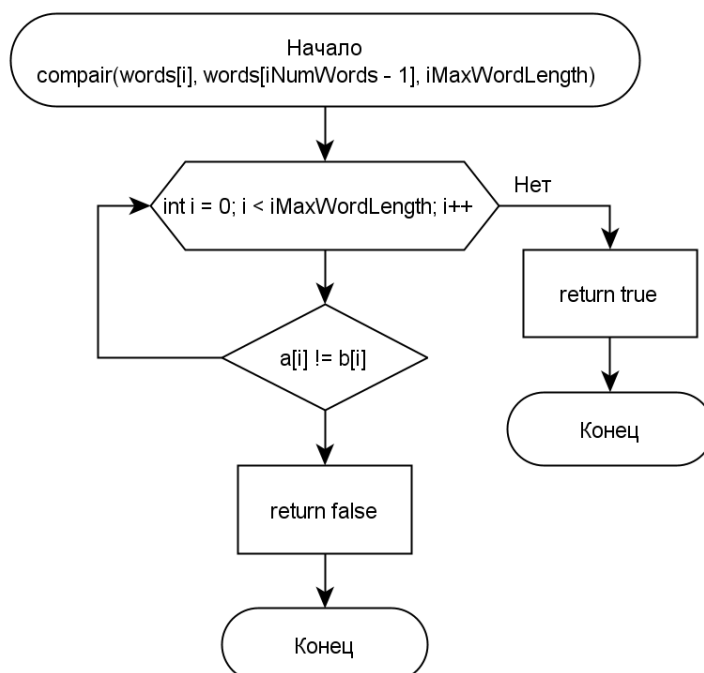 Начало
compair(words[i], words[iNumWords - 1], iMaxWordLength)
int i = 0; i < iMaxWordLength; i++
Нет
return true
a[i] != b[i]
Конец
return false
Конец